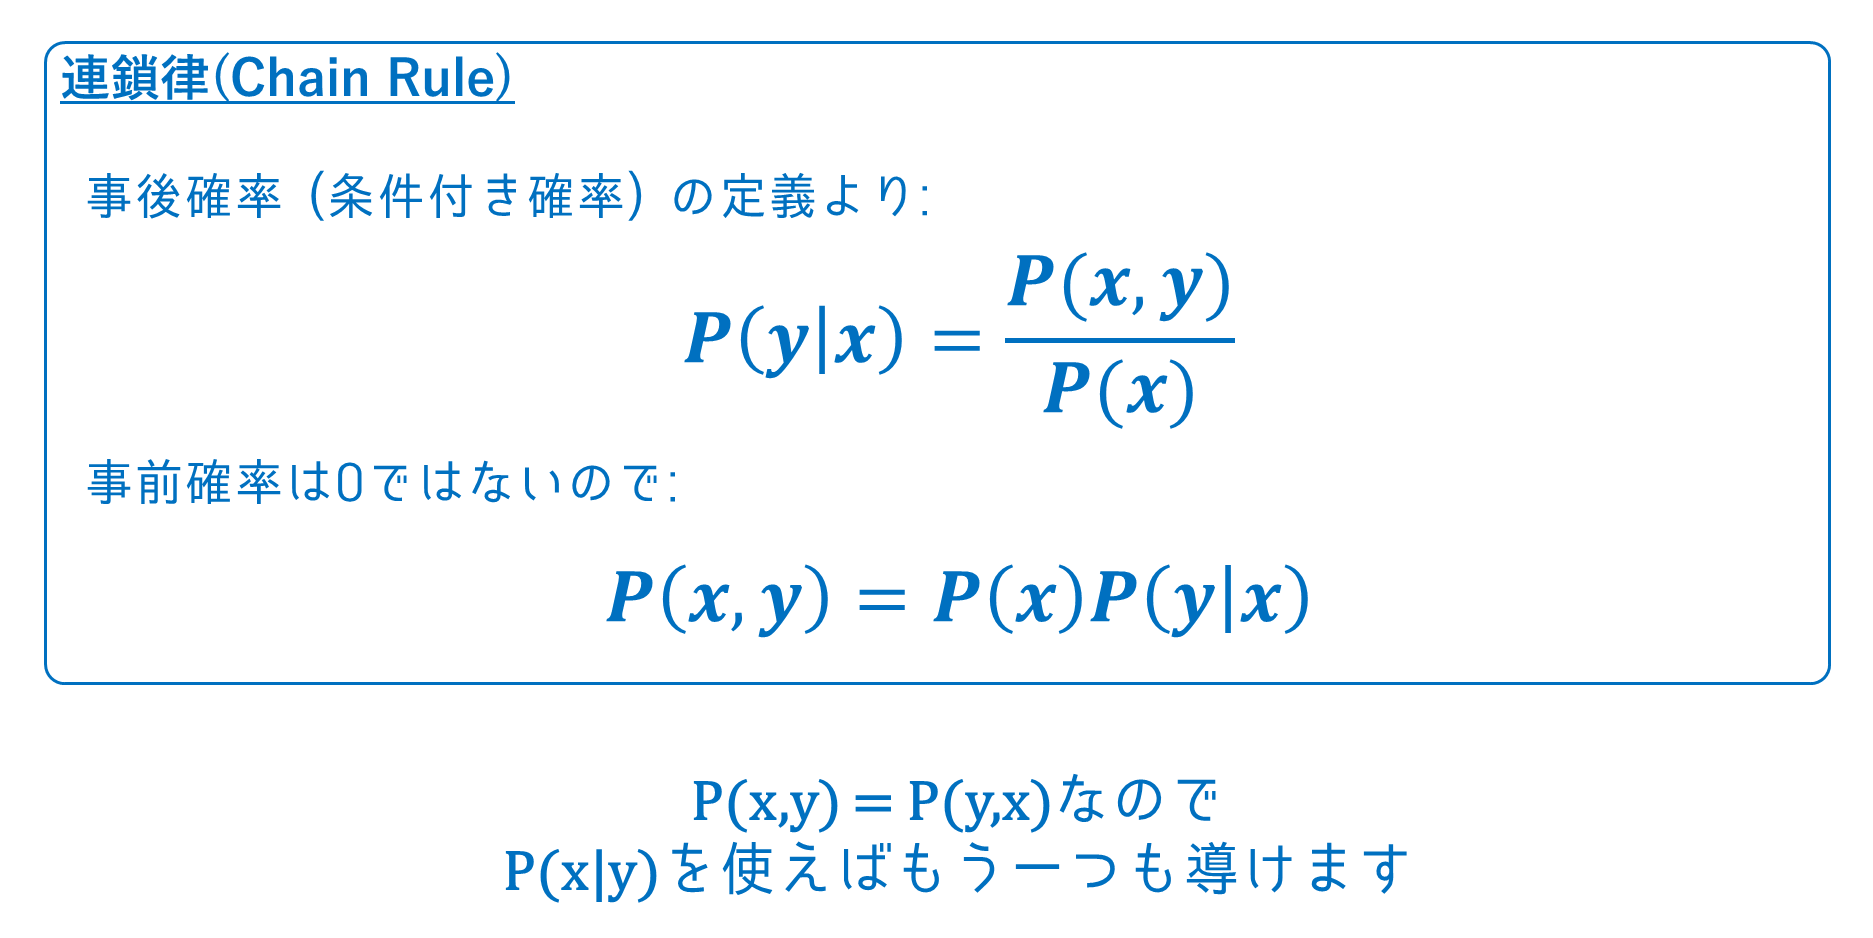 連鎖律(Chain Rule)
事後確率 (条件付き確率) の定義より:
P(y|x) = P(x, y) / P(x)
事前確率は0ではないので:
P(x, y) = P(x)P(y|x)
P(x,y) = P(y,x)なので
P(x|y)を使えばもう一つも導けます